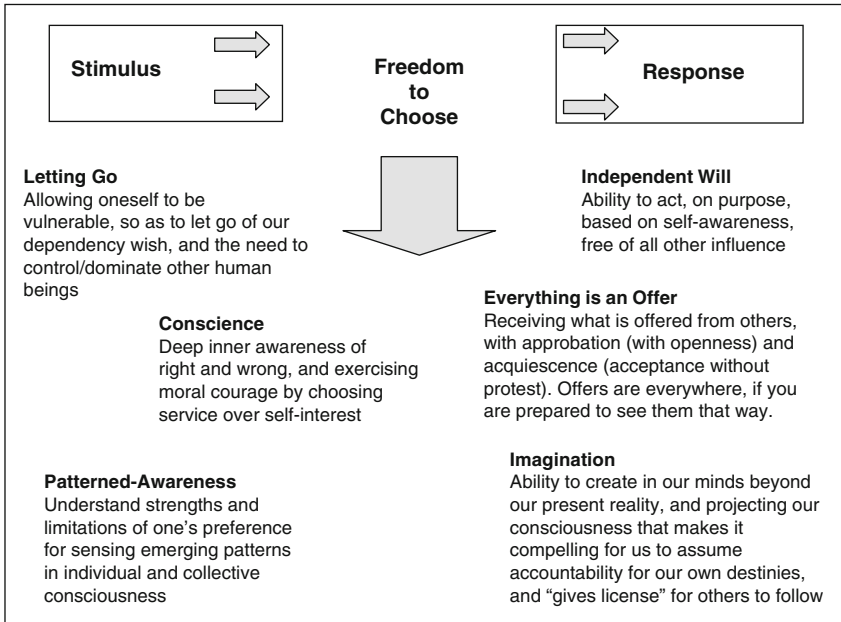 Stimulus
Freedom
to
Choose
Response
Letting Go
Allowing oneself to be
vulnerable, so as to let go of our
dependency wish, and the need to
control/dominate other human
beings
Independent Will
Ability to act, on purpose,
based on self-awareness,
free of all other influence
Conscience
Deep inner awareness of
right and wrong, and exercising
moral courage by choosing
service over self-interest
Everything is an Offer
Receiving what is offered from others,
with approbation (with openness) and
acquiescence (acceptance without
protest). Offers are everywhere, if you
are prepared to see them that way.
Patterned-Awareness
Understand strengths and
limitations of one’s preference
for sensing emerging patterns
in individual and collective
consciousness
Imagination
Ability to create in our minds beyond
our present reality, and projecting our
consciousness that makes it
compelling for us to assume
accountability for our own destinies,
and “gives license” for others to follow